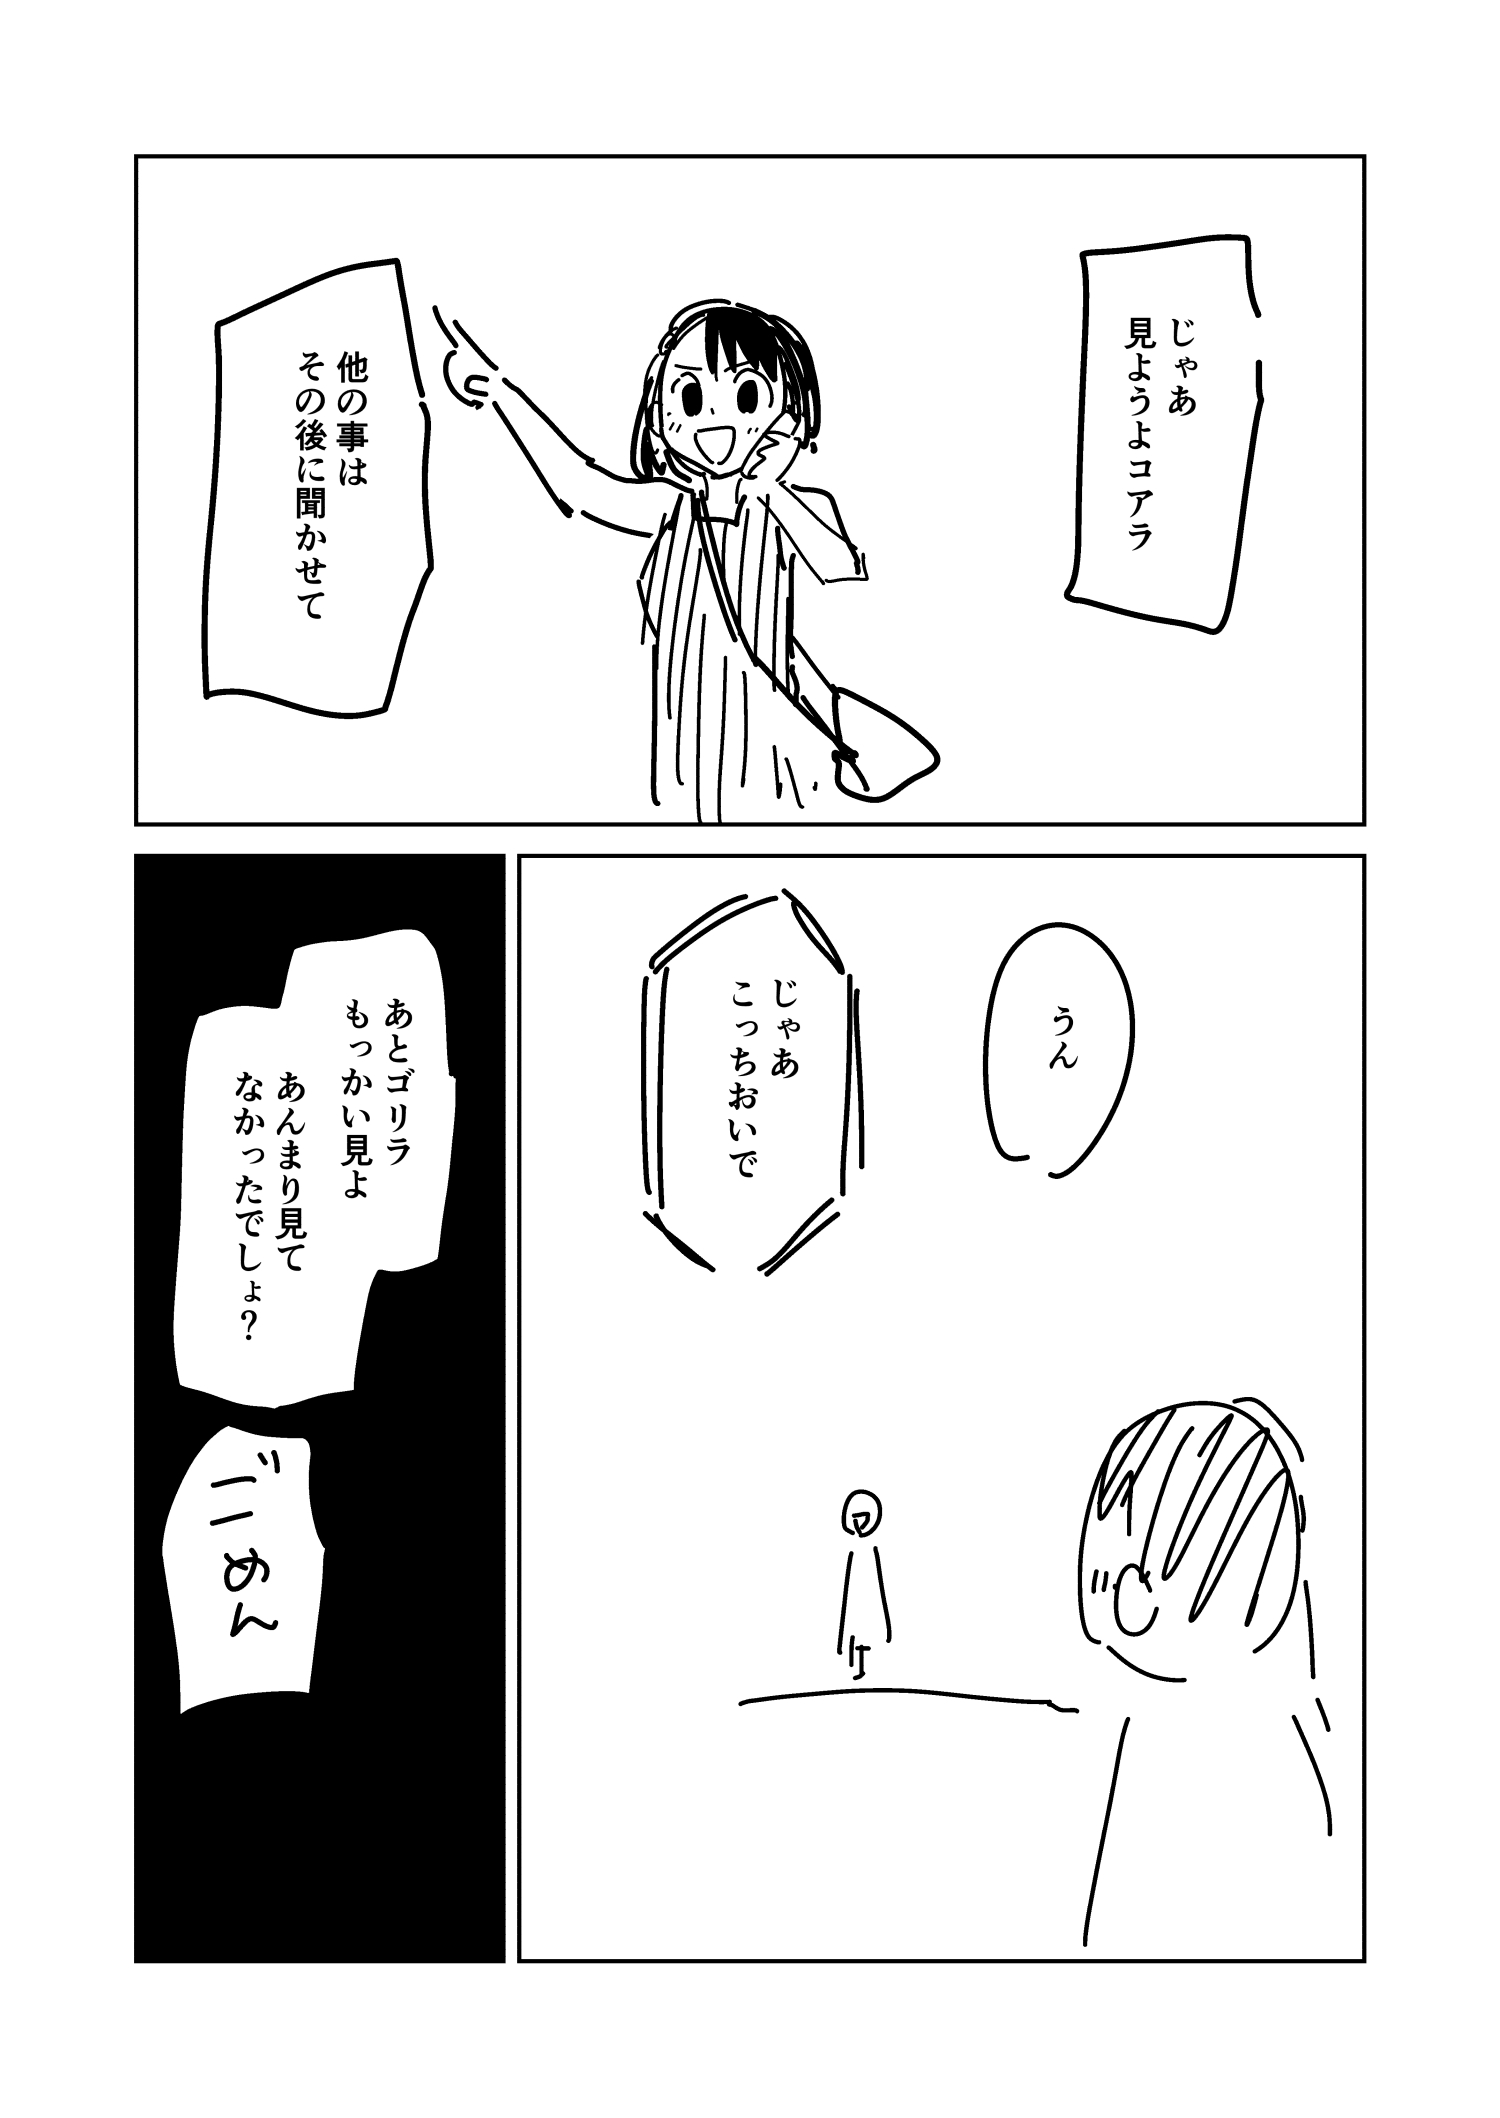 じゃあ
見ようよコアラ
他の事は
その後に聞かせて
うん
じゃあ
こっちおいで
あとゴリラ
もっかい見よ
あんまり見て
なかったでしょ?
ごめん